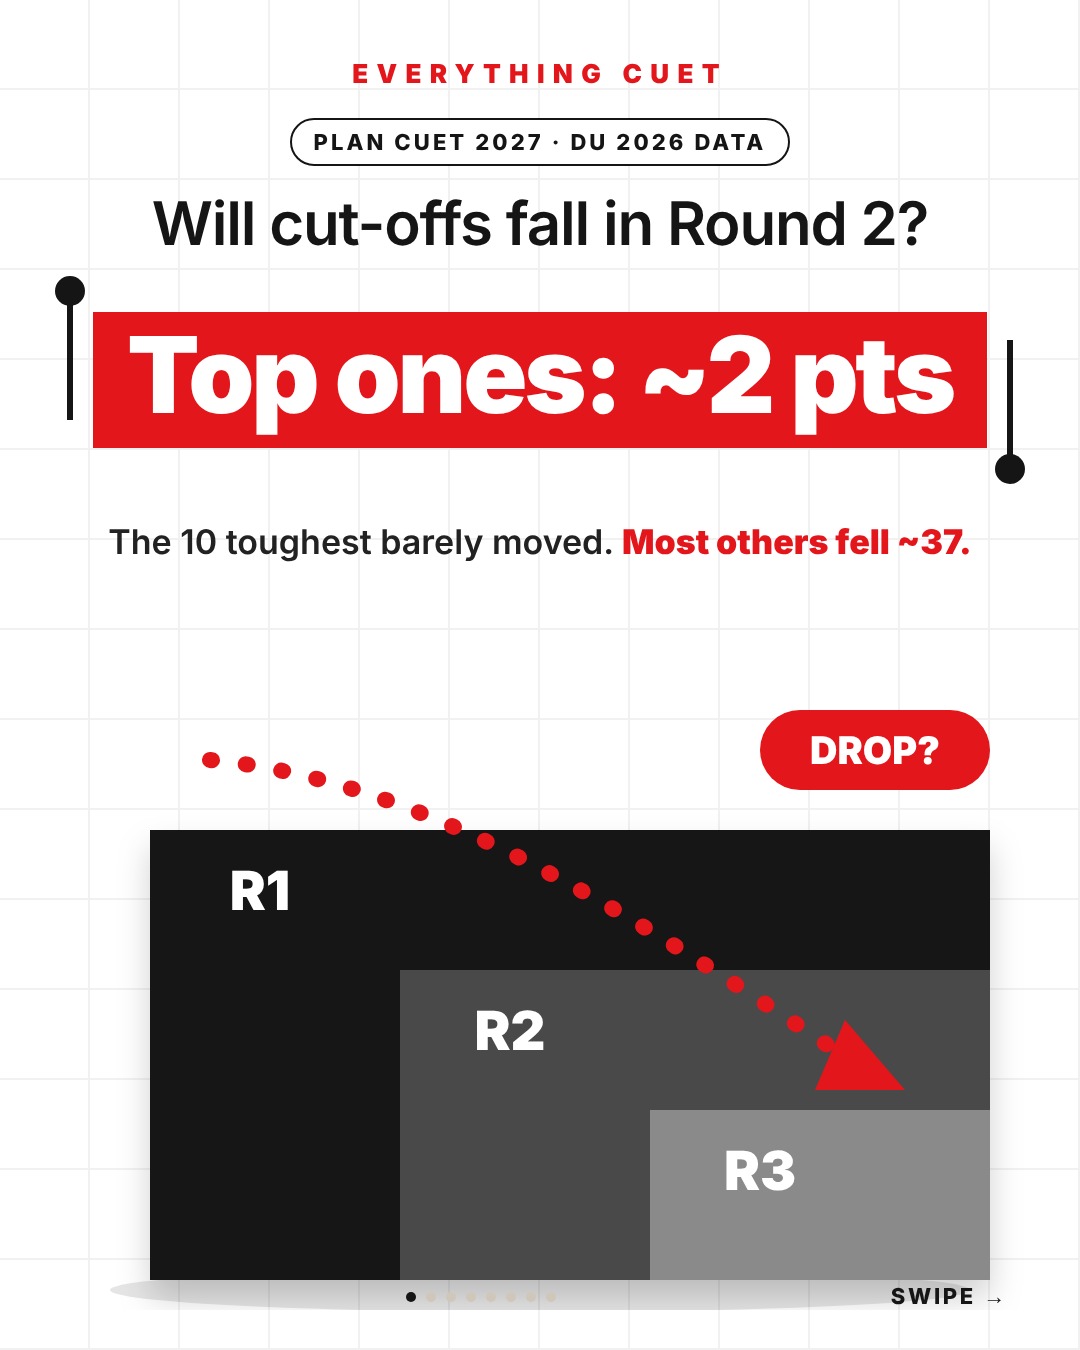 EVERYTHING CUET
PLAN CUET 2027 · DU 2026 DATA
Will cut-offs fall in Round 2?
Top ones: ~2 pts
The 10 toughest barely moved. Most others fell ~37.
DROP?
R1
R2
R3
SWIPE →